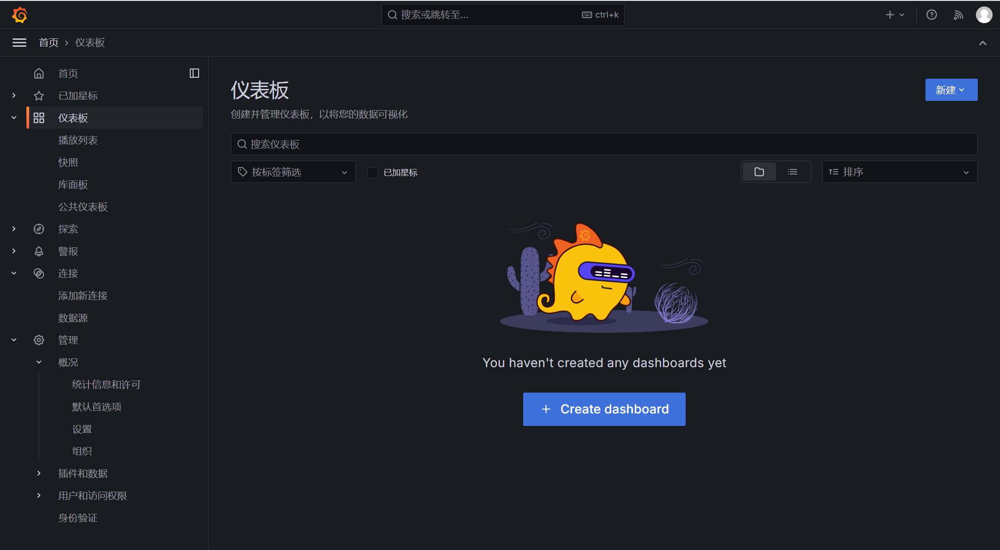 搜索或跳转至...
ctrl+k
首页 › 仪表板
首页
已加星标
仪表板
播放列表
快照
库面板
公共仪表板
探索
警报
连接
添加新连接
数据源
管理
概况
统计信息和许可
默认首选项
设置
组织
插件和数据
用户和访问权限
身份验证
仪表板
新建
创建并管理仪表板，以将您的数据可视化
搜索仪表板
按标签筛选
已加星标
排序
You haven't created any dashboards yet
Create dashboard